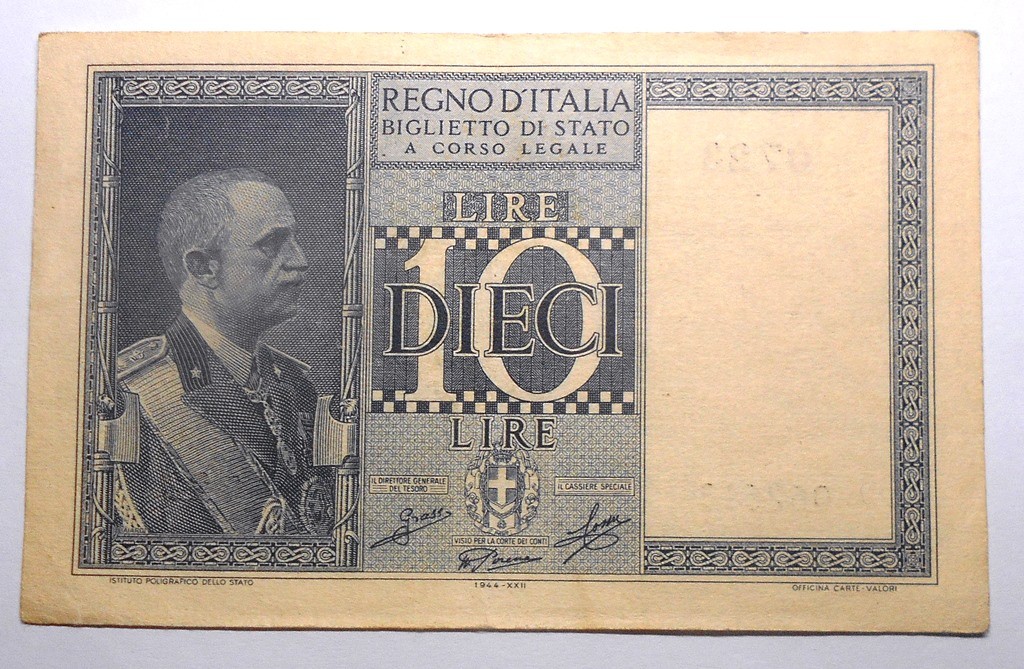 REGNO D'ITALIA
BIGLIETTO DI STATO
A CORSO LEGALE
LIRE
10
DIECI
LIRE
IL DIRETTORE GENERALE
DEL TESORO
IL CASSIERE SPECIALE
Grassi
VISTO PER LA CORTE DEI CONTI
ISTITUTO POLIGRAFICO DELLO STATO
1944-XXII
OFFICINA CARTE-VALORI